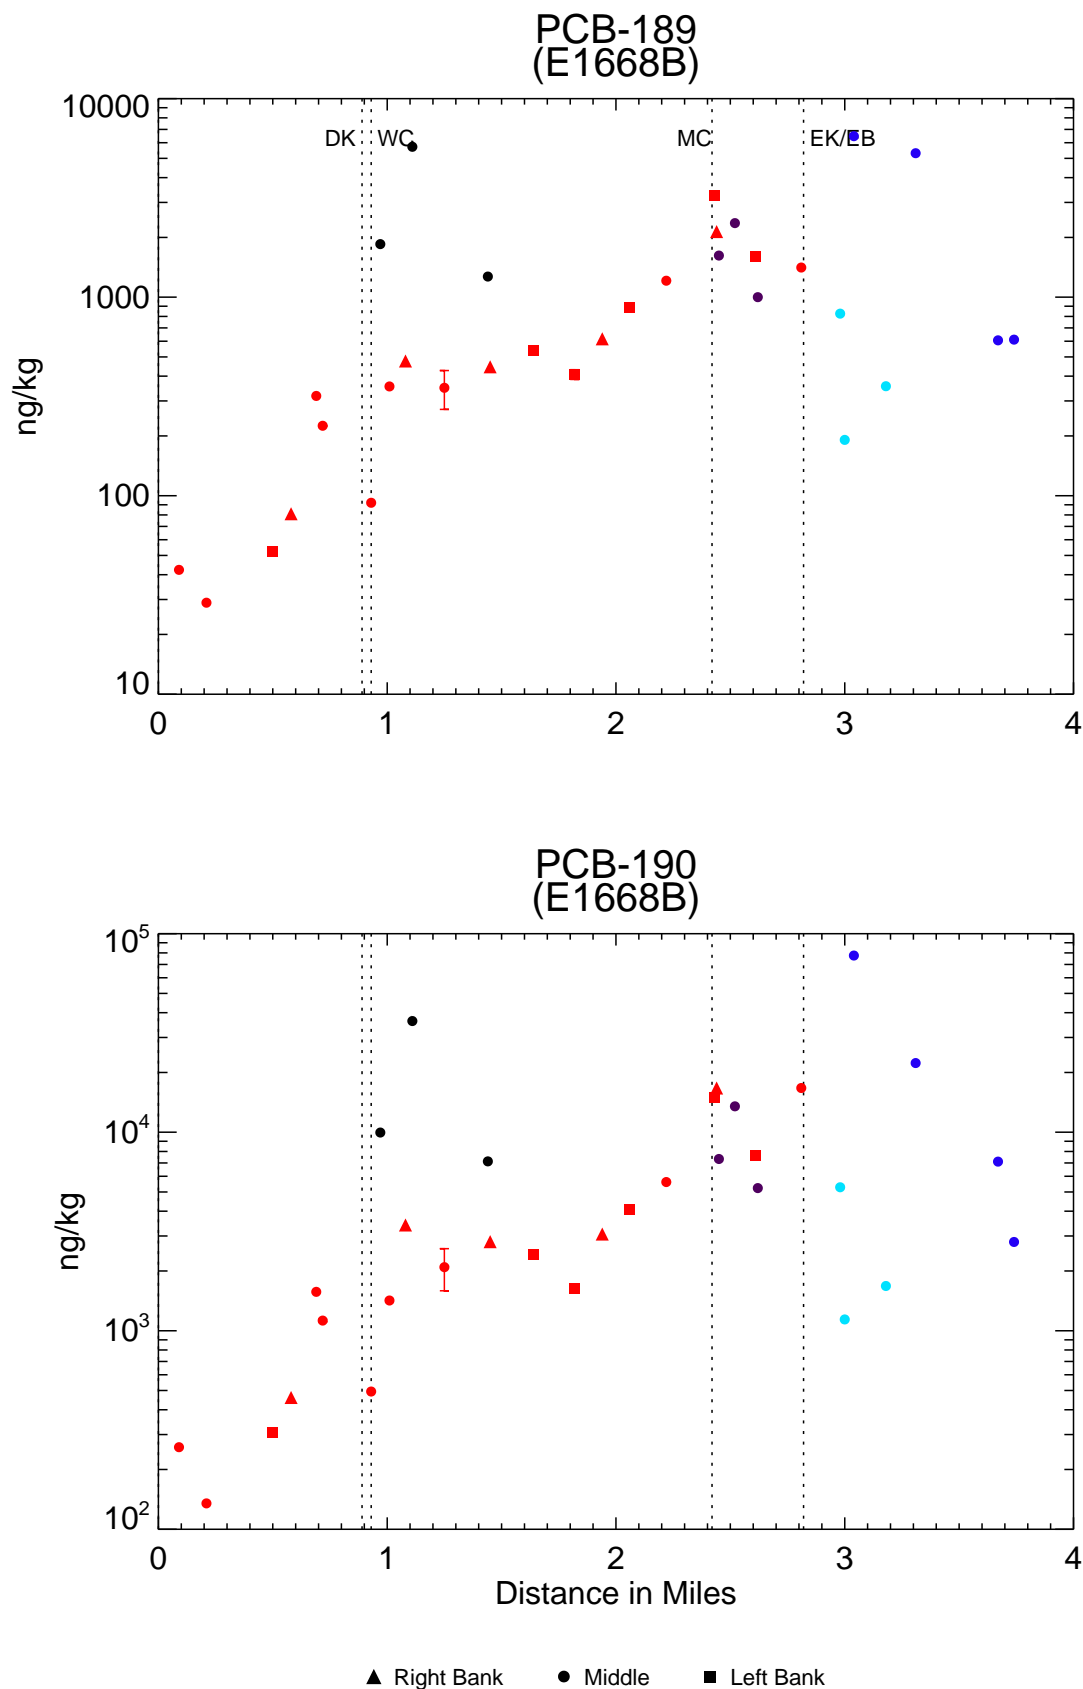 PCB-189
(E1668B)
10000
DK
WC
MC
EK/EB
1000
ng/kg
100
10
0 1 2 3 4
PCB-190
(E1668B)
10^5
10^4
ng/kg
10^3
10^2
0 1 2 3 4
Distance in Miles
Right Bank Middle Left Bank